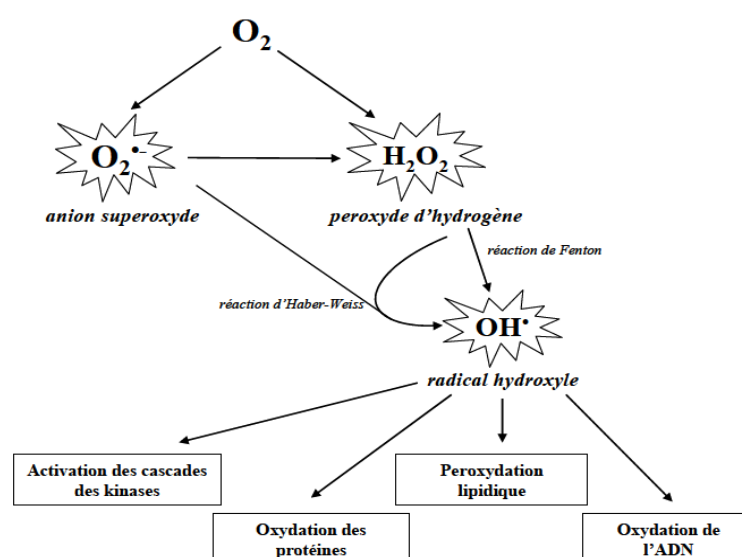 O₂
O₂•–
H₂O₂
anion superoxyde
peroxyde d'hydrogène
réaction de Fenton
réaction d'Haber-Weiss
OH•
radical hydroxyle
Activation des cascades
des kinases
Peroxydation
lipidique
Oxydation des
protéines
Oxydation de
l'ADN